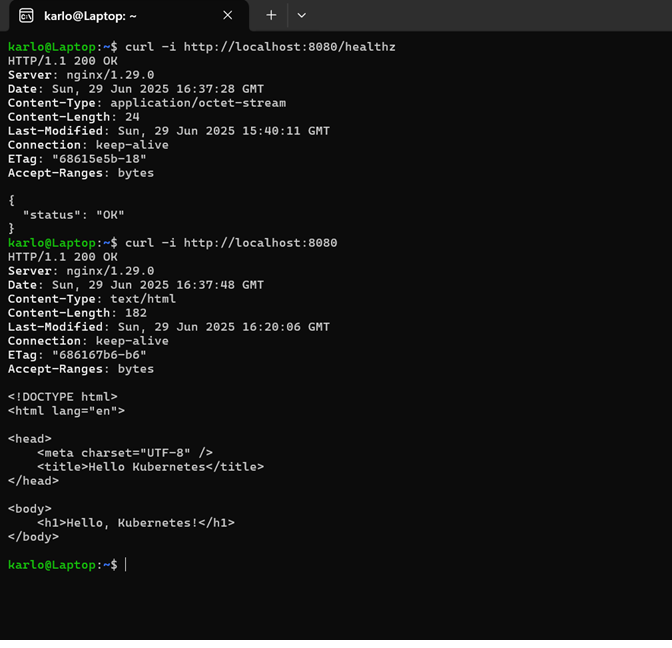 karlo@Laptop: ~
karlo@Laptop:~$ curl -i http://localhost:8080/healthz
HTTP/1.1 200 OK
Server: nginx/1.29.0
Date: Sun, 29 Jun 2025 16:37:28 GMT
Content-Type: application/octet-stream
Content-Length: 24
Last-Modified: Sun, 29 Jun 2025 15:40:11 GMT
Connection: keep-alive
ETag: "68615e5b-18"
Accept-Ranges: bytes

{
  "status": "OK"
}
karlo@Laptop:~$ curl -i http://localhost:8080
HTTP/1.1 200 OK
Server: nginx/1.29.0
Date: Sun, 29 Jun 2025 16:37:48 GMT
Content-Type: text/html
Content-Length: 182
Last-Modified: Sun, 29 Jun 2025 16:20:06 GMT
Connection: keep-alive
ETag: "686167b6-b6"
Accept-Ranges: bytes

<!DOCTYPE html>
<html lang="en">

<head>
    <meta charset="UTF-8" />
    <title>Hello Kubernetes</title>
</head>

<body>
    <h1>Hello, Kubernetes!</h1>
</body>

karlo@Laptop:~$